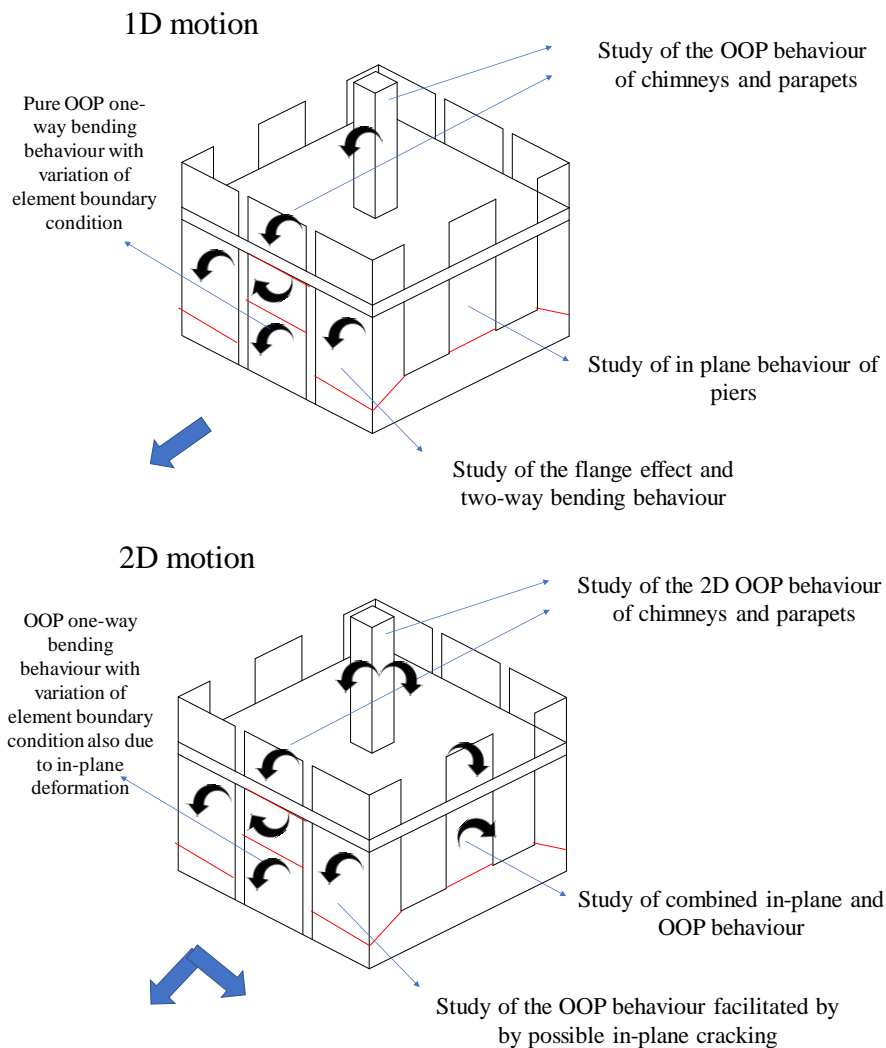 1D motion
Study of the OOP behaviour
of chimneys and parapets
Pure OOP one-
way bending
behaviour with
variation of
element boundary
condition
Study of in plane behaviour of
piers
Study of the flange effect and
two-way bending behaviour
2D motion
Study of the 2D OOP behaviour
of chimneys and parapets
OOP one-way
bending
behaviour with
variation of
element boundary
condition also due
to in-plane
deformation
Study of combined in-plane and
OOP behaviour
Study of the OOP behaviour facilitated by
by possible in-plane cracking